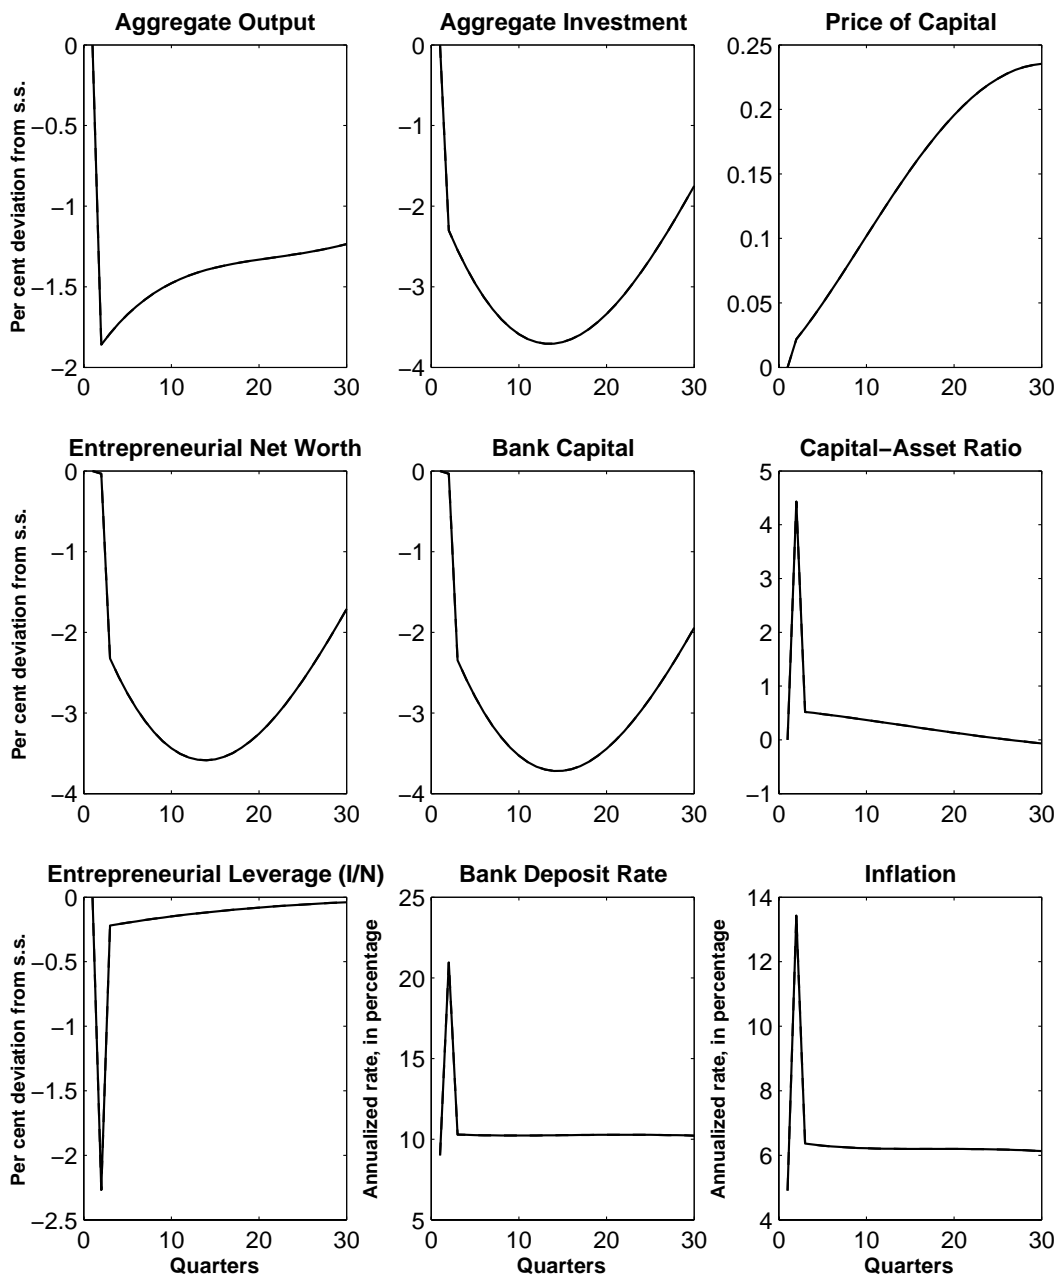 Aggregate Output
Aggregate Investment
Price of Capital
Per cent deviation from s.s.
0
−0.5
−1
−1.5
−2
0 10 20 30
0
−1
−2
−3
−4
0 10 20 30
0.25
0.2
0.15
0.1
0.05
0
0 10 20 30
Entrepreneurial Net Worth
Bank Capital
Capital−Asset Ratio
Per cent deviation from s.s.
0
−1
−2
−3
−4
0 10 20 30
0
−1
−2
−3
−4
0 10 20 30
5
4
3
2
1
0
−1
0 10 20 30
Entrepreneurial Leverage (I/N)
Bank Deposit Rate
Inflation
Per cent deviation from s.s.
0
−0.5
−1
−1.5
−2
−2.5
0 10 20 30
Quarters
Annualized rate, in percentage
25
20
15
10
5
0 10 20 30
Quarters
Annualized rate, in percentage
14
12
10
8
6
4
0 10 20 30
Quarters